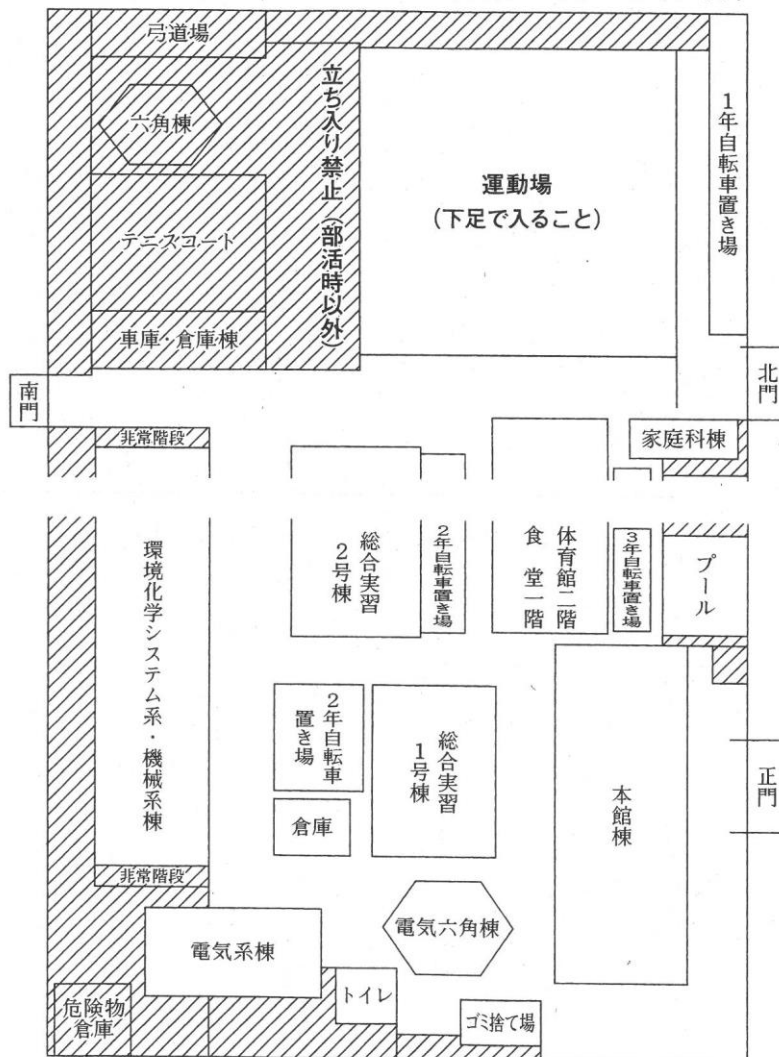 弓道場
六角棟
立ち入り禁止（部活時以外）
運動場
（下足で入ること）
1年自転車置き場
テニスコート
車庫・倉庫棟
南門
北門
非常階段
家庭科棟
環境化学システム系・機械系棟
総合実習
2号棟
2年自転車置き場
体育館二階
食堂一階
3年自転車置き場
プール
2年自転車
置き場
総合実習
1号棟
倉庫
本館棟
正門
非常階段
電気系棟
電気六角棟
トイレ
ゴミ捨て場
危険物
倉庫